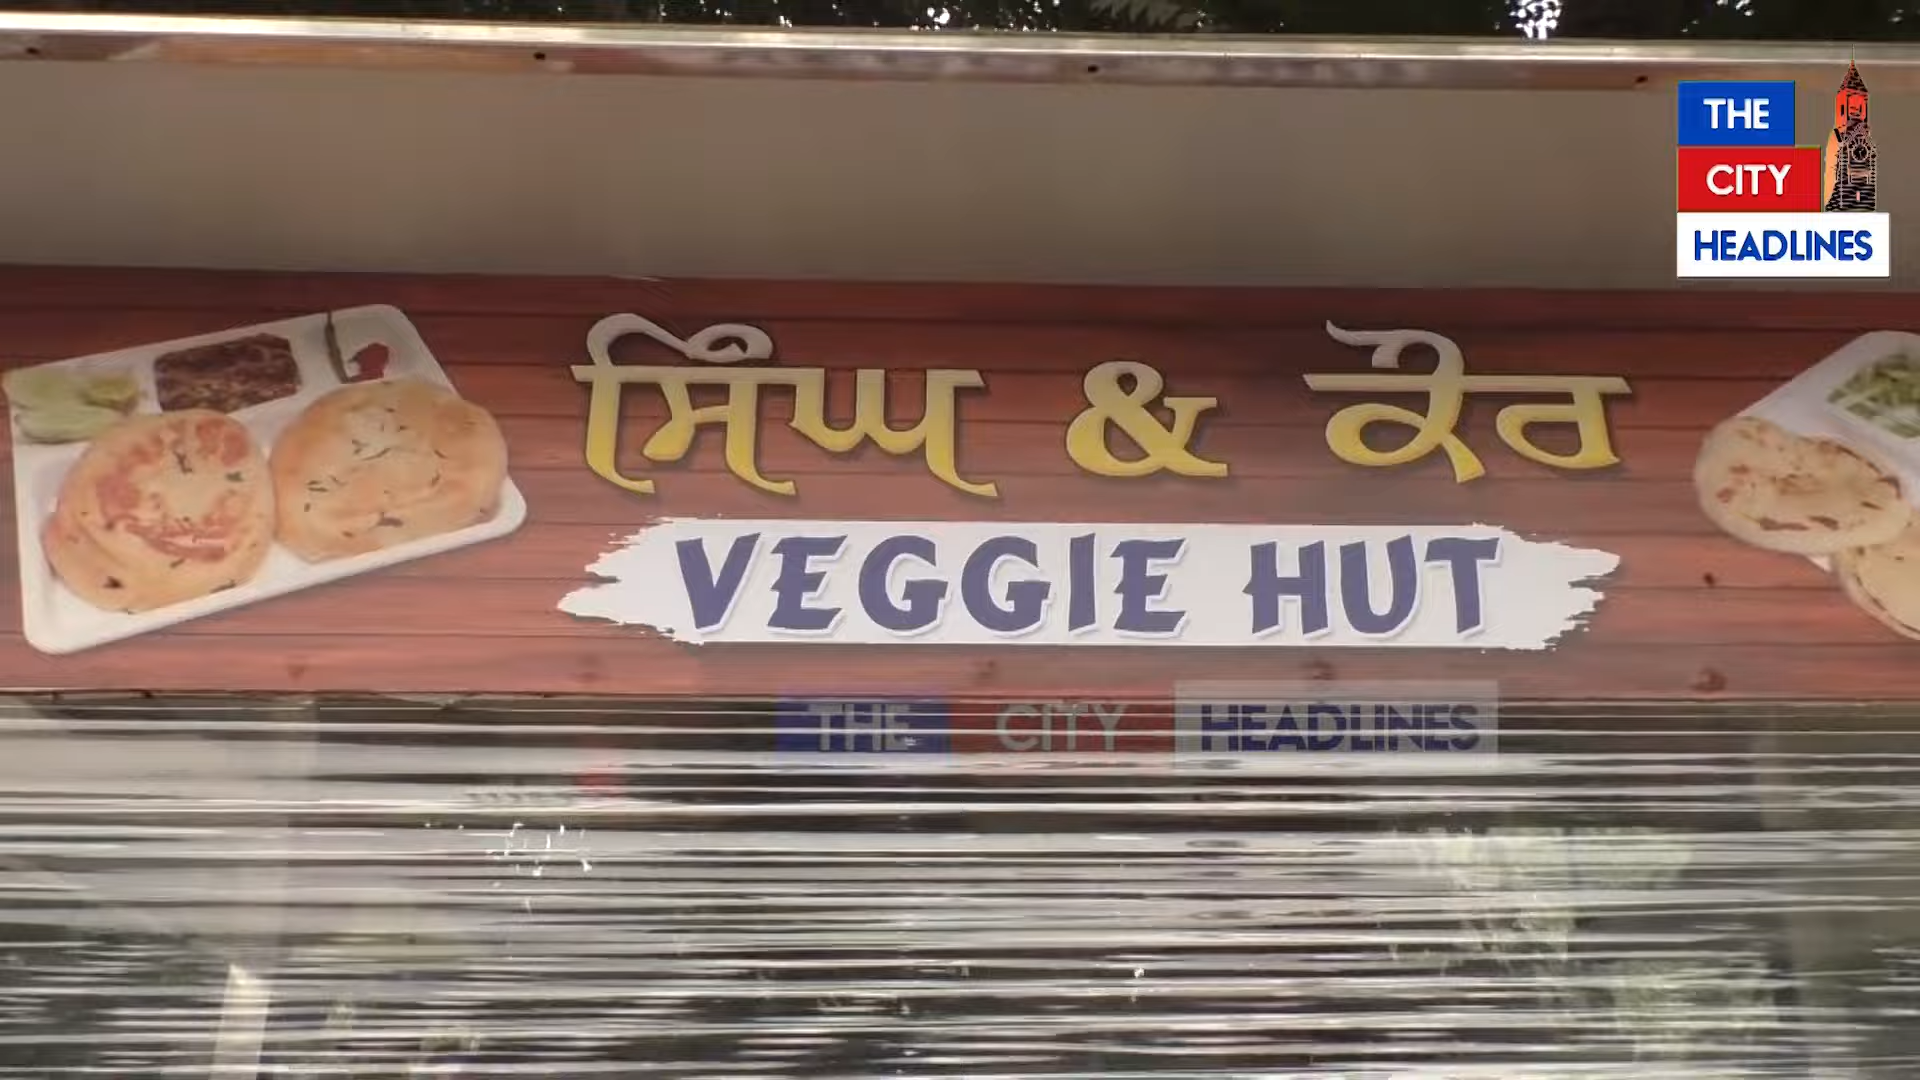 THE
CITY
HEADLINES
ਸਿੰਘ & ਕੌਰ
VEGGIE HUT
THE CITY HEADLINES